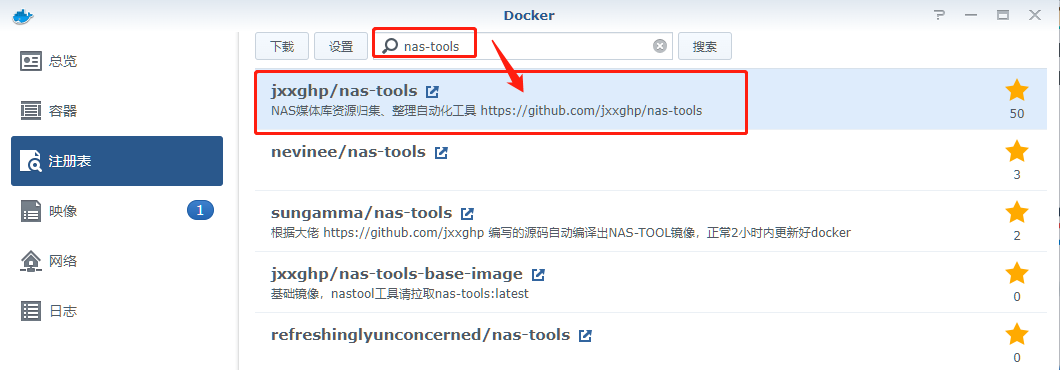 Docker
总览
容器
注册表
映像
1
网络
日志
下载
设置
nas-tools
搜索
jxxghp/nas-tools
NAS媒体库资源归集、整理自动化工具 https://github.com/jxxghp/nas-tools
50
nevinee/nas-tools
3
sungamma/nas-tools
根据大佬 https://github.com/jxxghp 编写的源码自动编译出NAS-TOOL镜像，正常2小时内更新好docker
2
jxxghp/nas-tools-base-image
基础镜像，nastool工具请拉取nas-tools:latest
0
refreshinglyunconcerned/nas-tools
0